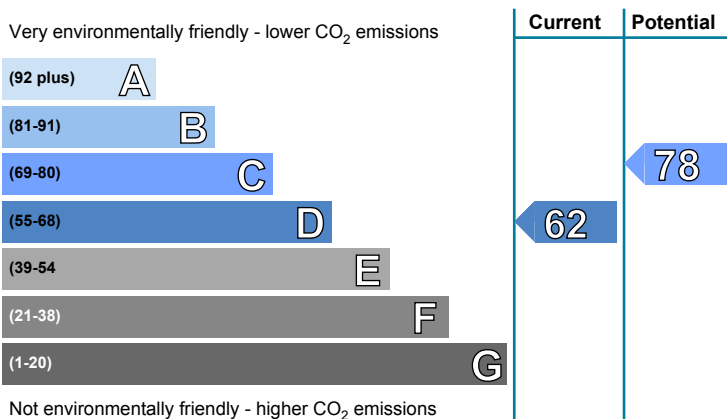 Current Potential
Very environmentally friendly - lower CO2 emissions
(92 plus) A
(81-91) B
(69-80) C
78
(55-68) D
62
(39-54 E
(21-38) F
(1-20) G
Not environmentally friendly - higher CO2 emissions